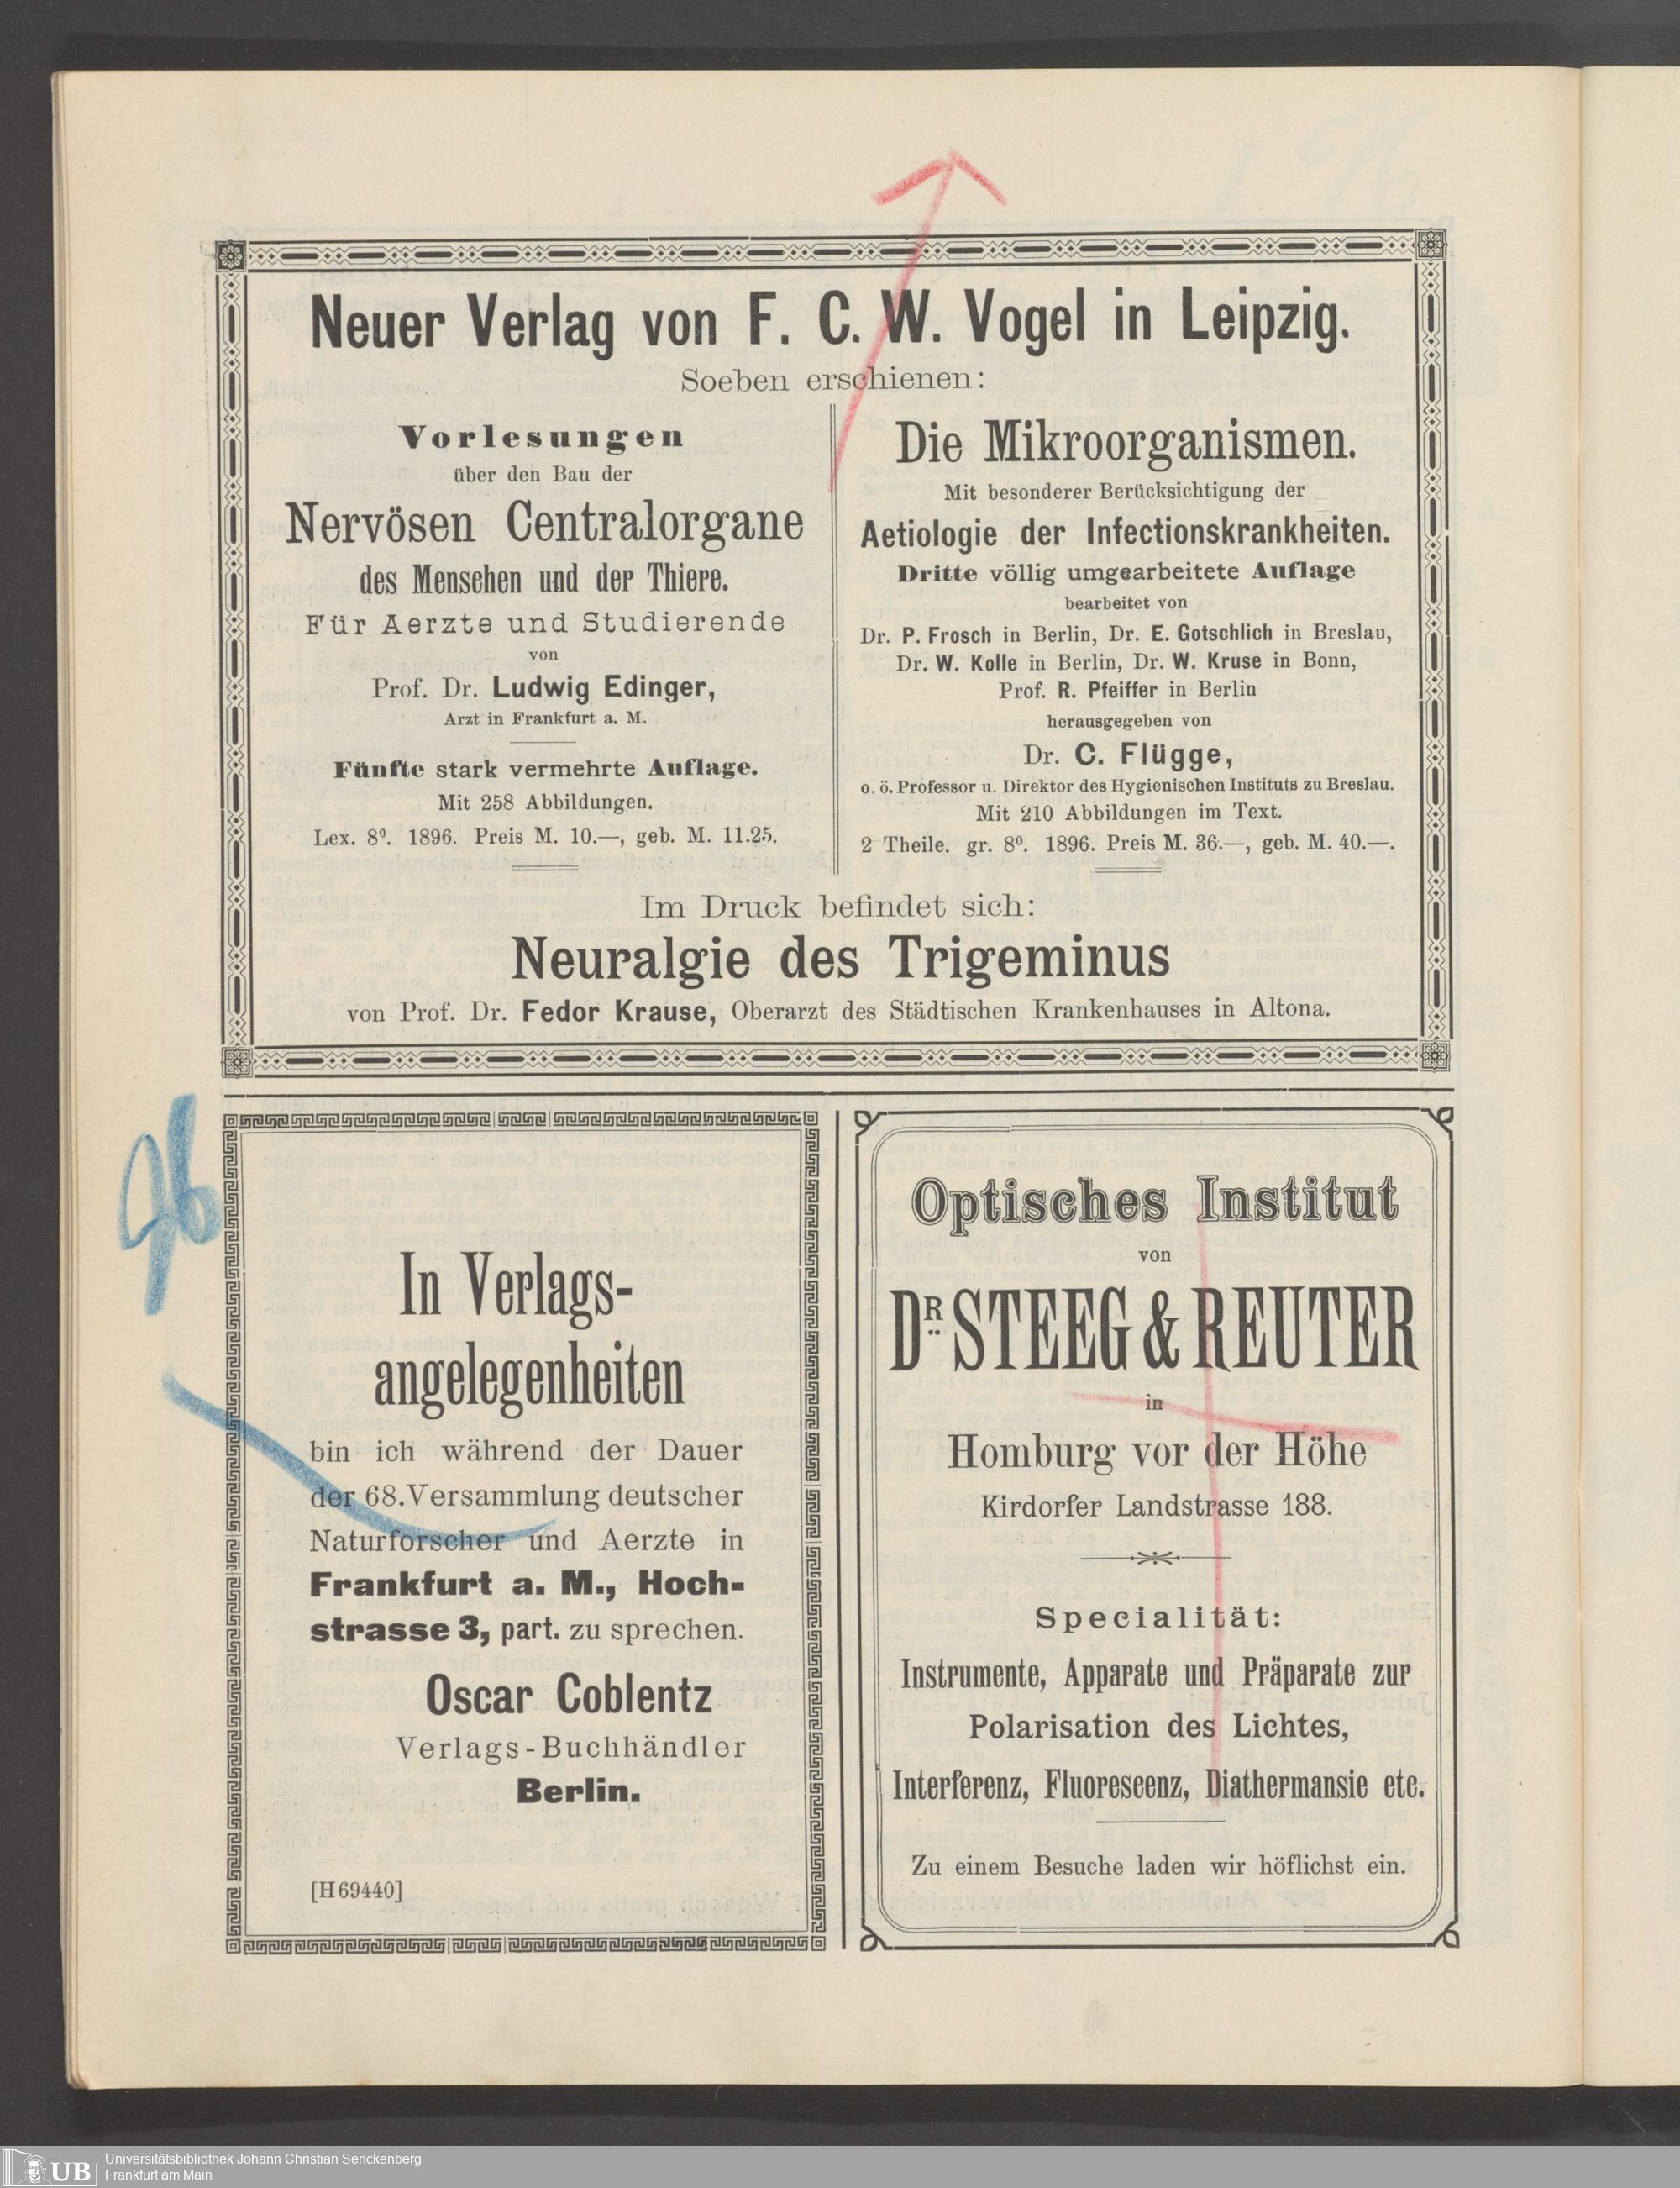 Neuer Verlag von F. C. W. Vogel in Leipzig.
Soeben erschienen:
Vorlesungen
über den Bau der
Nervösen Centralorgane
des Menschen und der Thiere.
Für Aerzte und Studierende
von
Prof. Dr. Ludwig Edinger,
Arzt in Frankfurt a. M.
Fünfte stark vermehrte Auflage.
Mit 258 Abbildungen.
Lex. 8⁰. 1896. Preis M. 10.—, geb. M. 11.25.
Die Mikroorganismen.
Mit besonderer Berücksichtigung der
Aetiologie der Infectionskrankheiten.
Dritte völlig umgearbeitete Auflage
bearbeitet von
Dr. P. Frosch in Berlin, Dr. E. Gotschlich in Breslau,
Dr. W. Kolle in Berlin, Dr. W. Kruse in Bonn,
Prof. R. Pfeiffer in Berlin
herausgegeben von
Dr. C. Flügge,
o. ö. Professor u. Direktor des Hygienischen Instituts zu Breslau.
Mit 210 Abbildungen im Text.
2 Theile. gr. 8⁰. 1896. Preis M. 36.—, geb. M. 40.—.
Im Druck befindet sich:
Neuralgie des Trigeminus
von Prof. Dr. Fedor Krause, Oberarzt des Städtischen Krankenhauses in Altona.
96
In Verlags-
angelegenheiten
bin ich während der Dauer
der 68. Versammlung deutscher
Naturforscher und Aerzte in
Frankfurt a. M., Hoch-
strasse 3, part. zu sprechen.
Oscar Coblentz
Verlags-Buchhändler
Berlin.
[H 69440]
Optisches Institut
von
DR. STEEG & REUTER
in
Homburg vor der Höhe
Kirdorfer Landstrasse 188.
Specialität:
Instrumente, Apparate und Präparate zur
Polarisation des Lichtes,
Interferenz, Fluorescenz, Diathermansie etc.
Zu einem Besuche laden wir höflichst ein.
UB
Universitätsbibliothek Johann Christian Senckenberg
Frankfurt am Main